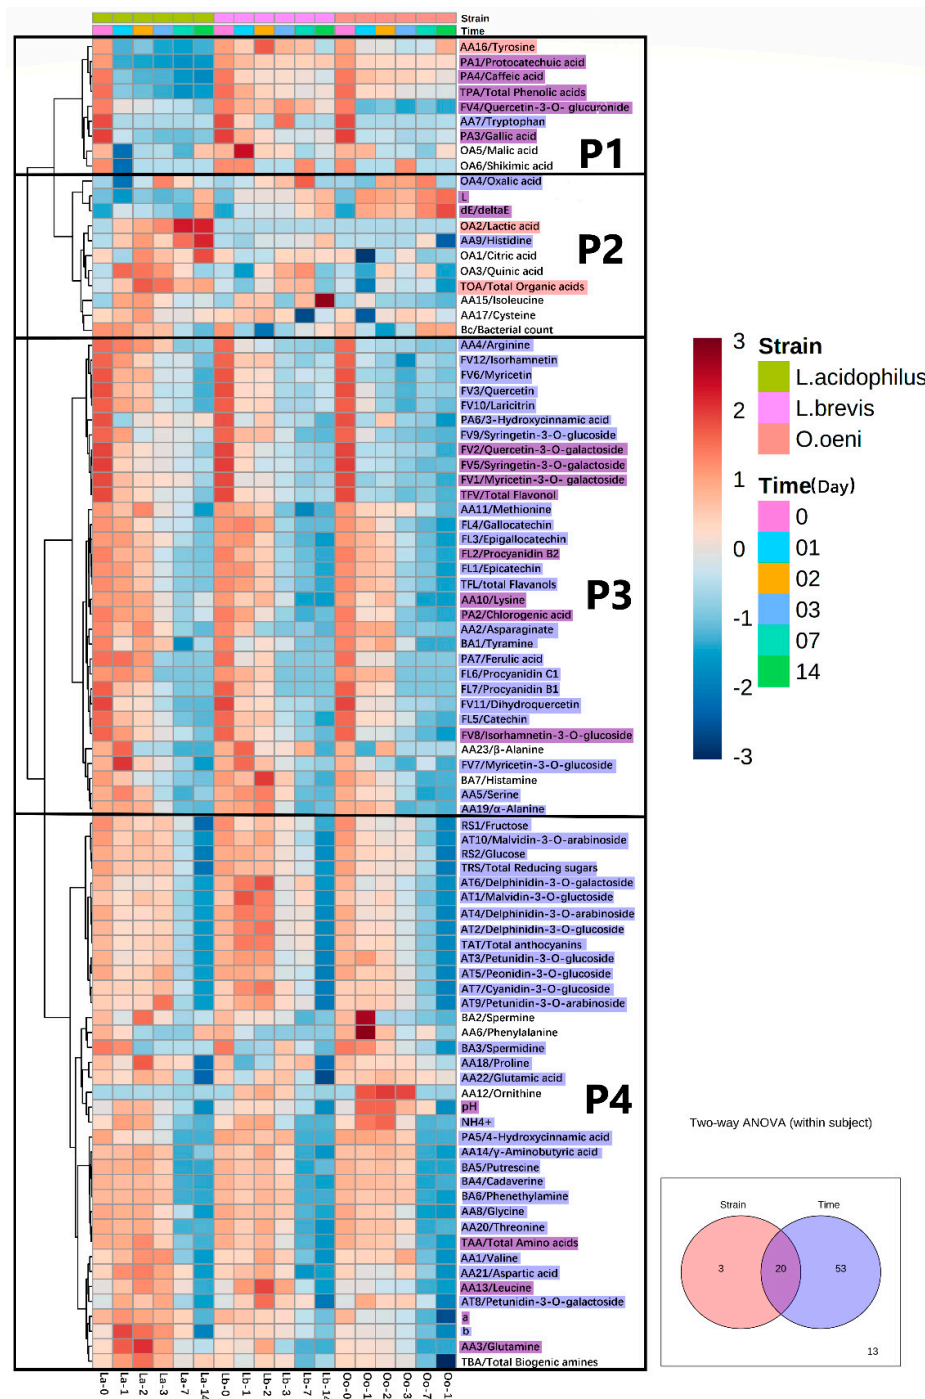 Strain
Time
AA16/Tyrosine
PA1/Protocatechuic acid
PA4/Caffeic acid
TPA/Total Phenolic acids
FV4/Quercetin-3-O- glucuronide
AA7/Tryptophan
PA3/Gallic acid
OA5/Malic acid
OA6/Shikimic acid
P1
OA4/Oxalic acid
L
dE/deltaE
OA2/Lactic acid
AA9/Histidine
OA1/Citric acid
OA3/Quinic acid
TOA/Total Organic acids
AA15/Isoleucine
AA17/Cysteine
Bc/Bacterial count
P2
AA4/Arginine
FV12/Isorhamnetin
FV6/Myricetin
FV3/Quercetin
FV10/Laricitrin
PA6/3-Hydroxycinnamic acid
FV9/Syringetin-3-O-glucoside
FV2/Quercetin-3-O-galactoside
FV5/Syringetin-3-O-galactoside
FV1/Myricetin-3-O- galactoside
TFV/Total Flavonol
AA11/Methionine
FL4/Gallocatechin
FL3/Epigallocatechin
FL2/Procyanidin B2
FL1/Epicatechin
TFL/total Flavanols
AA10/Lysine
PA2/Chlorogenic acid
AA2/Asparaginate
BA1/Tyramine
PA7/Ferulic acid
FL6/Procyanidin C1
FL7/Procyanidin B1
FV11/Dihydroquercetin
FL5/Catechin
FV8/Isorhamnetin-3-O-glucoside
AA23/β-Alanine
FV7/Myricetin-3-O-glucoside
BA7/Histamine
AA5/Serine
AA19/α-Alanine
P3
RS1/Fructose
AT10/Malvidin-3-O-arabinoside
RS2/Glucose
TRS/Total Reducing sugars
AT6/Delphinidin-3-O-galactoside
AT1/Malvidin-3-O-gluctoside
AT4/Delphinidin-3-O-arabinoside
AT2/Delphinidin-3-O-glucoside
TAT/Total anthocyanins
AT3/Petunidin-3-O-glucoside
AT5/Peonidin-3-O-glucoside
AT7/Cyanidin-3-O-glucoside
AT9/Petunidin-3-O-arabinoside
BA2/Spermine
AA6/Phenylalanine
BA3/Spermidine
AA18/Proline
AA22/Glutamic acid
AA12/Ornithine
pH
NH4+
PA5/4-Hydroxycinnamic acid
AA14/γ-Aminobutyric acid
BA5/Putrescine
BA4/Cadaverine
BA6/Phenethylamine
AA8/Glycine
AA20/Threonine
TAA/Total Amino acids
AA1/Valine
AA21/Aspartic acid
AA13/Leucine
AT8/Petunidin-3-O-galactoside
a
b
AA3/Glutamine
TBA/Total Biogenic amines
P4
La-0
La-1
La-2
La-3
La-7
La-14
Lb-0
Lb-1
Lb-2
Lb-3
Lb-7
Lb-14
Oo-0
Oo-1
Oo-2
Oo-3
Oo-7
3
2
1
0
-1
-2
-3
Strain
L.acidophilus
L.brevis
O.oeni
Time(Day)
0
01
02
03
07
14
Two-way ANOVA (within subject)
Strain Time
3 20 53
13